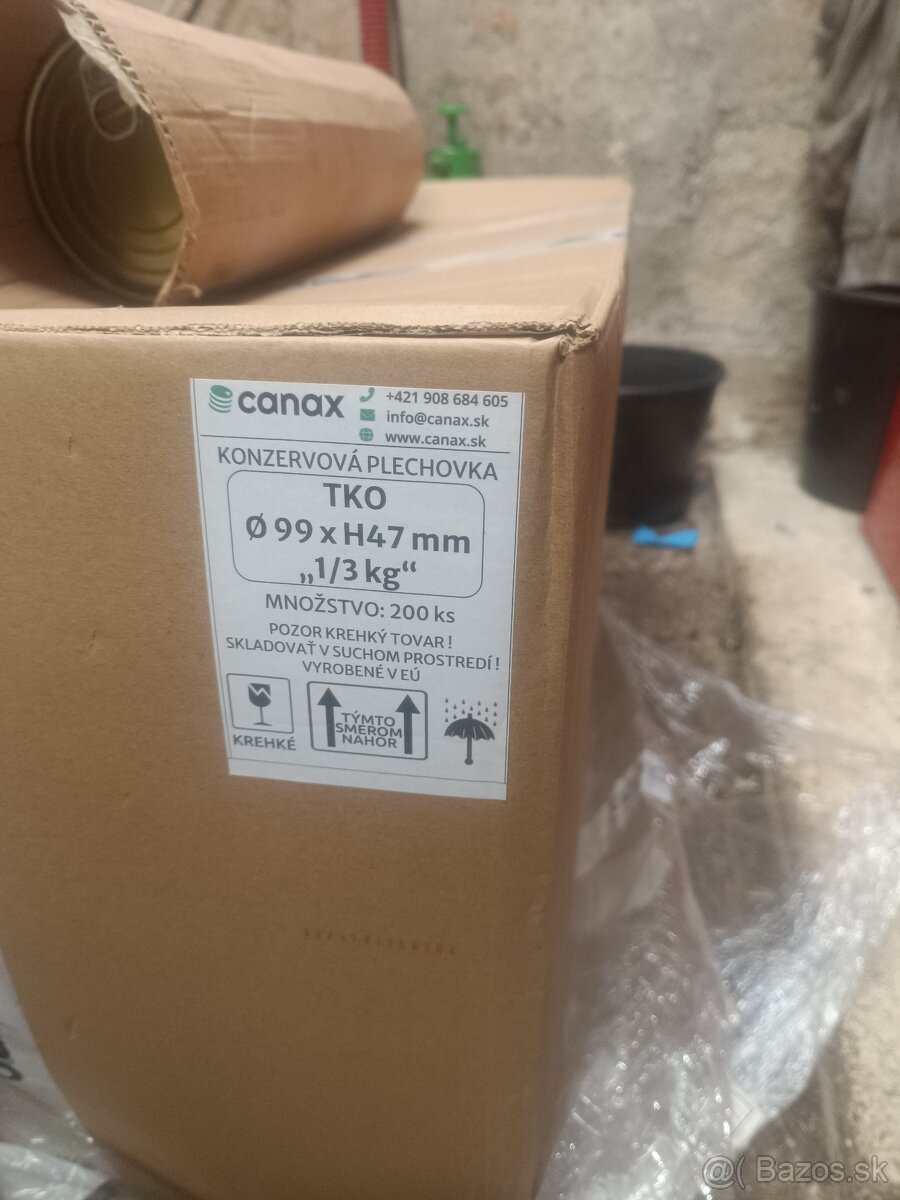 canax
+421 908 684 605
info@canax.sk
www.canax.sk
KONZERVOVÁ PLECHOVKA
TKO
Ø 99 x H47 mm
„1/3 kg“
MNOŽSTVO: 200 ks
POZOR KREHKÝ TOVAR !
SKLADOVAŤ V SUCHOM PROSTREDÍ !
VYROBENÉ V EÚ
KREHKÉ
TÝMTO
SMEROM
NAHOR
@( Bazos.sk